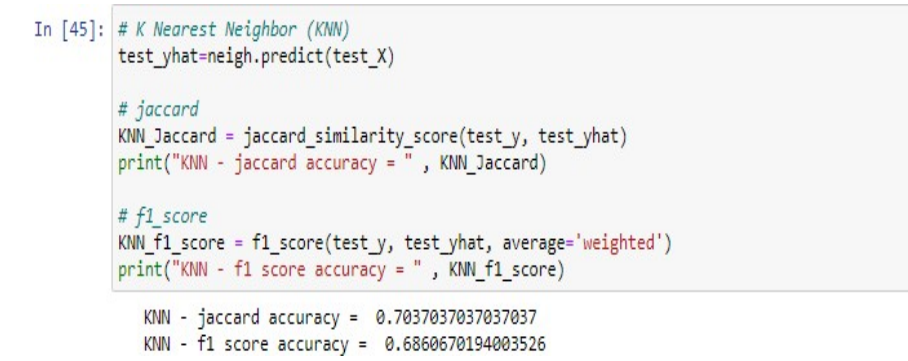 In [45]: # K Nearest Neighbor (KNN)
test_yhat=neigh.predict(test_X)
# jaccard
KNN_Jaccard = jaccard_similarity_score(test_y, test_yhat)
print("KNN - jaccard accuracy = " , KNN_Jaccard)
# f1_score
KNN_f1_score = f1_score(test_y, test_yhat, average='weighted')
print("KNN - f1 score accuracy = " , KNN_f1_score)
KNN - jaccard accuracy =  0.7037037037037037
KNN - f1 score accuracy =  0.6860670194003526